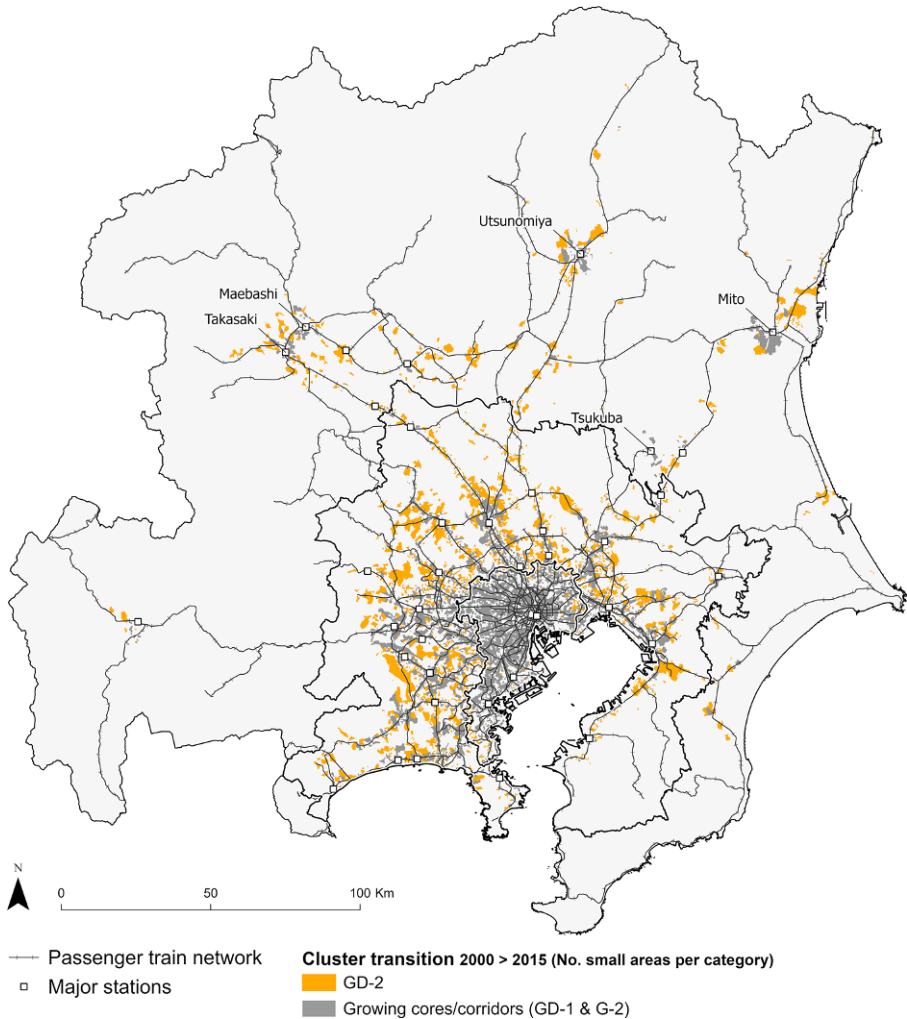 Utsunomiya
Maebashi
Mito
Takasaki
Tsukuba
N
0 50 100 Km
Passenger train network
Major stations
Cluster transition 2000 > 2015 (No. small areas per category)
GD-2
Growing cores/corridors (GD-1 & G-2)